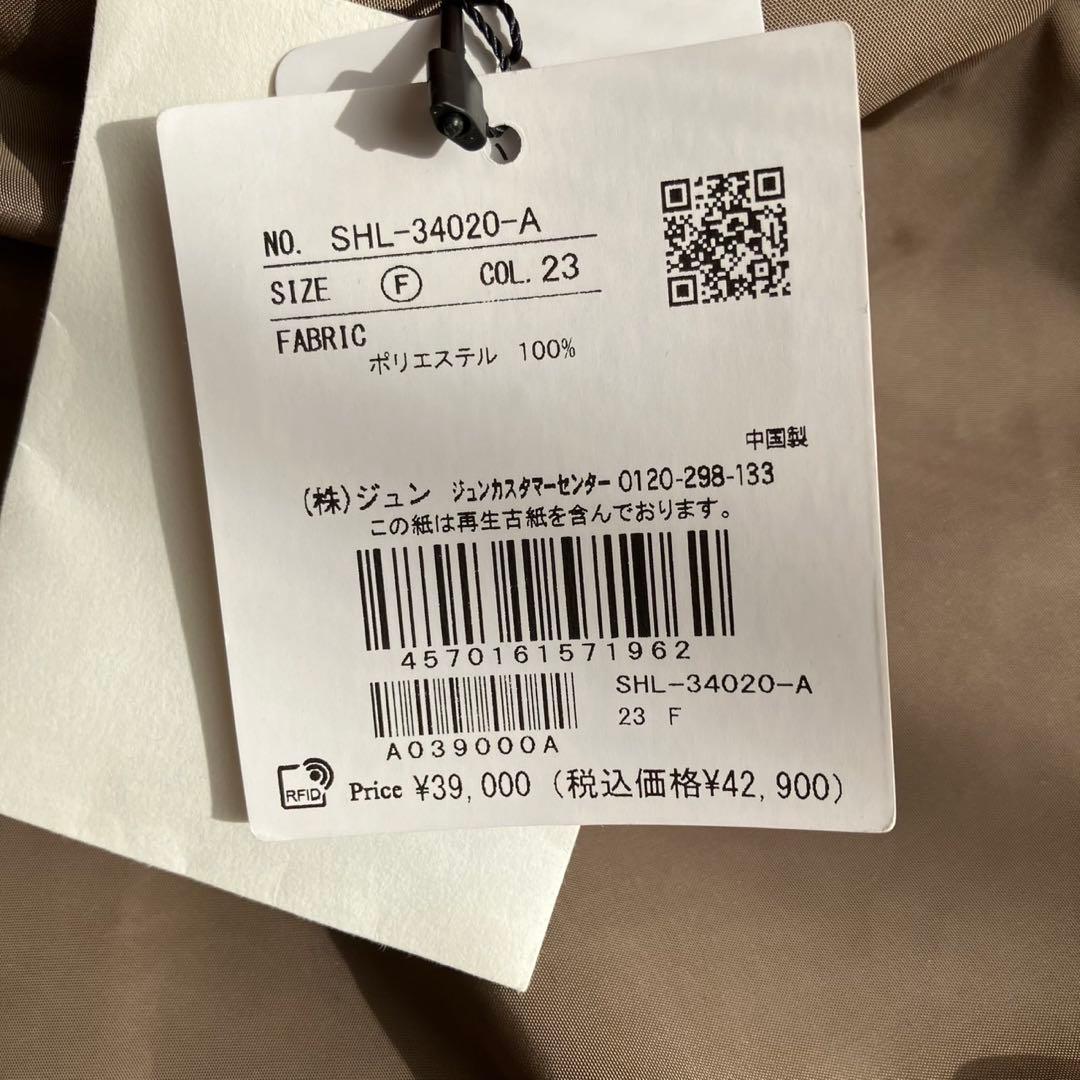 NO. SHL-34020-A
SIZE Ⓕ COL. 23
FABRIC
ポリエステル 100%
中国製
(株)ジュン ジュンカスタマーセンター 0120-298-133
この紙は再生古紙を含んでおります。
4570161571962
SHL-34020-A
23 F
A039000A
RFID Price ¥39,000 (税込価格¥42,900)